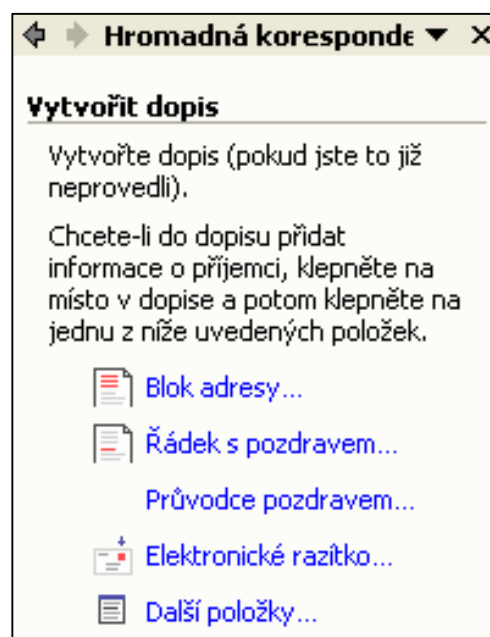 Hromadná koresponde
Vytvořit dopis
Vytvořte dopis (pokud jste to již
neprovedli).
Chcete-li do dopisu přidat
informace o příjemci, klepněte na
místo v dopise a potom klepněte na
jednu z níže uvedených položek.
Blok adresy...
Řádek s pozdravem...
Průvodce pozdravem...
Elektronické razítko...
Další položky...